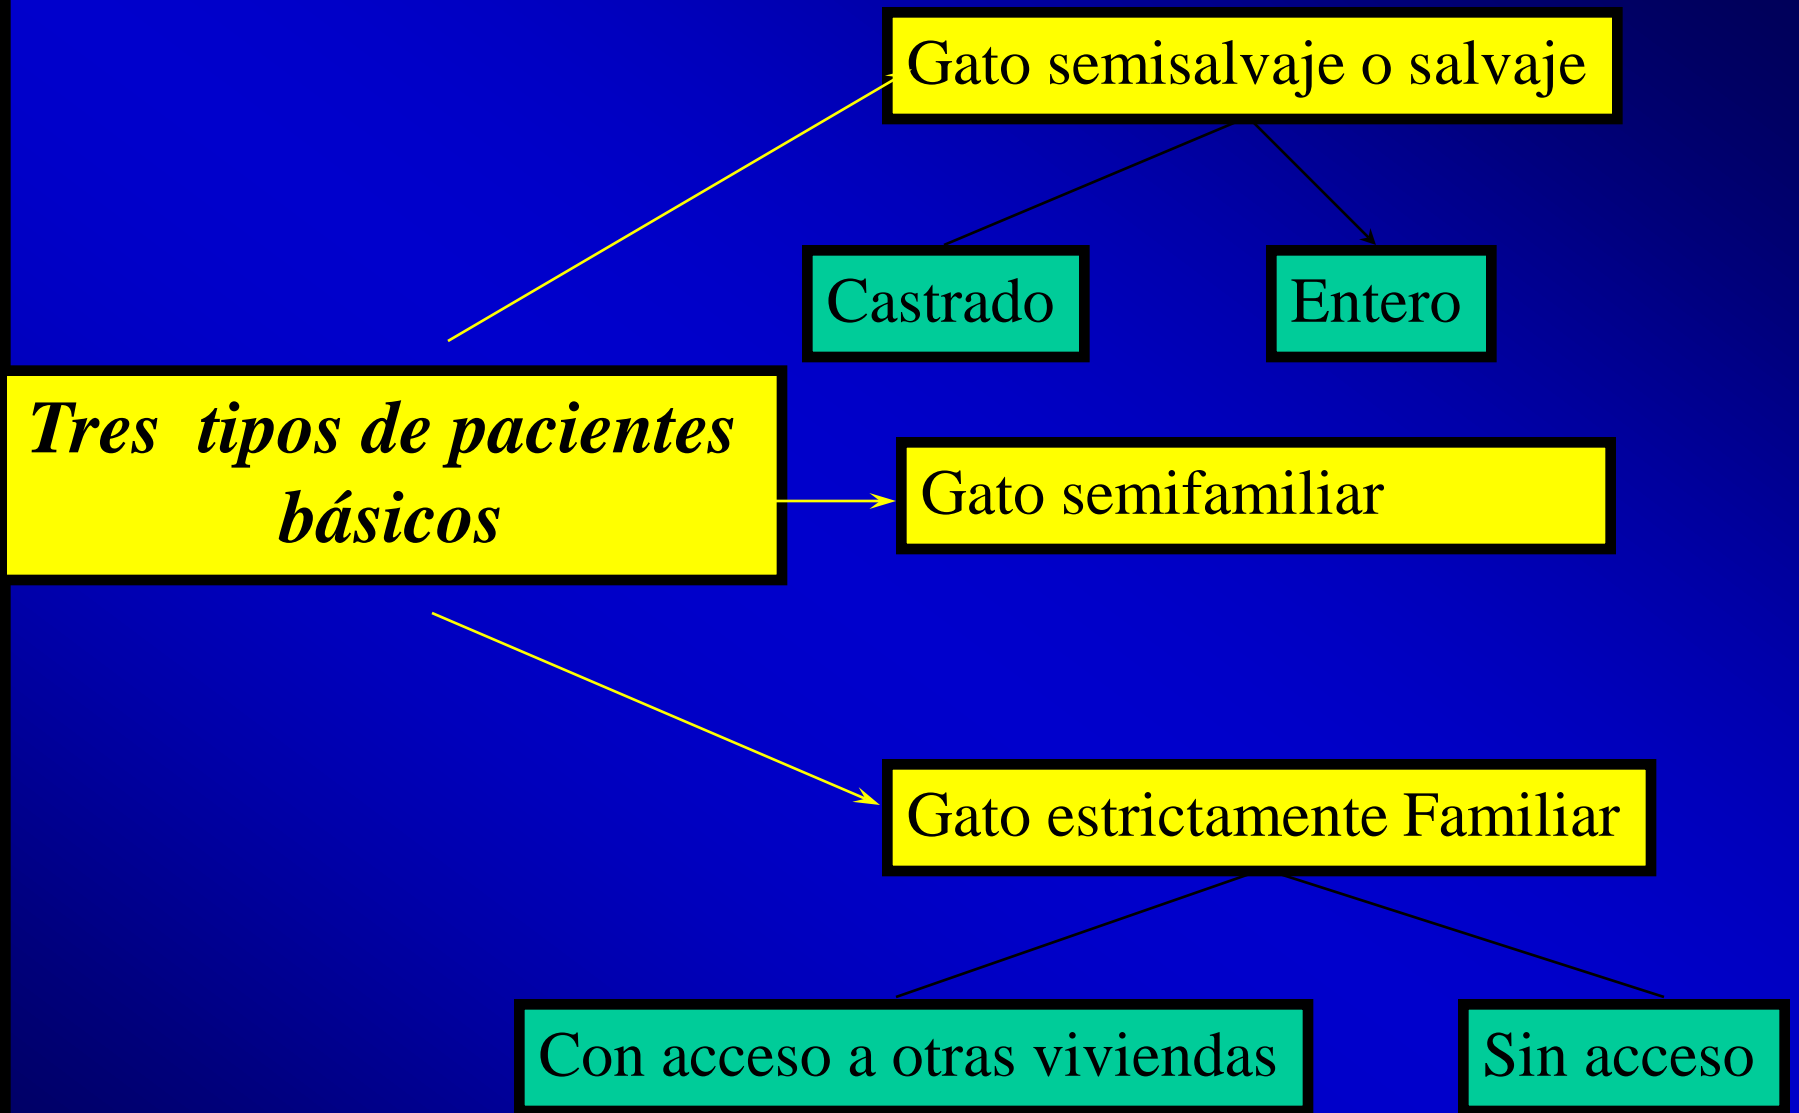 Gato semisalvaje o salvaje
Castrado
Entero
Tres tipos de pacientes
básicos
Gato semifamiliar
Gato estrictamente Familiar
Con acceso a otras viviendas
Sin acceso